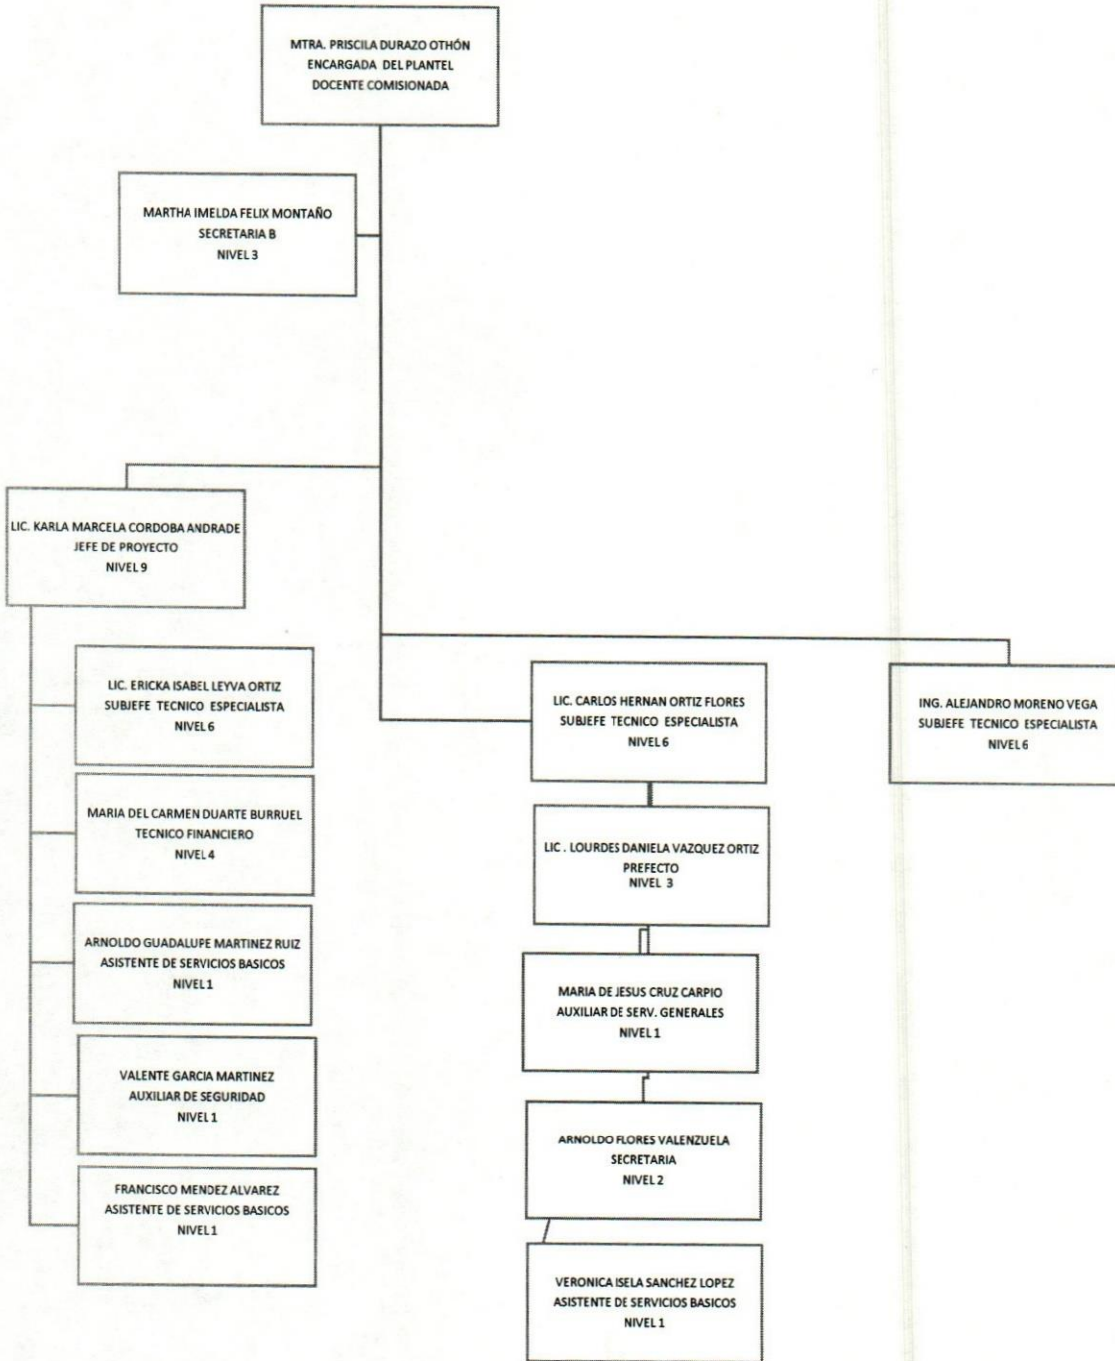 MTRA. PRISCILA DURAZO OTHÓN
ENCARGADA DEL PLANTEL
DOCENTE COMISIONADA
MARTHA IMELDA FELIX MONTAÑO
SECRETARIA B
NIVEL 3
LIC. KARLA MARCELA CORDOBA ANDRADE
JEFE DE PROYECTO
NIVEL 9
LIC. ERICKA ISABEL LEYVA ORTIZ
SUBJEFE TECNICO ESPECIALISTA
NIVEL 6
MARIA DEL CARMEN DUARTE BURRUEL
TECNICO FINANCIERO
NIVEL 4
ARNOLDO GUADALUPE MARTINEZ RUIZ
ASISTENTE DE SERVICIOS BASICOS
NIVEL 1
VALENTE GARCIA MARTINEZ
AUXILIAR DE SEGURIDAD
NIVEL 1
FRANCISCO MENDEZ ALVAREZ
ASISTENTE DE SERVICIOS BASICOS
NIVEL 1
LIC. CARLOS HERNAN ORTIZ FLORES
SUBJEFE TECNICO ESPECIALISTA
NIVEL 6
LIC . LOURDES DANIELA VAZQUEZ ORTIZ
PREFECTO
NIVEL 3
MARIA DE JESUS CRUZ CARPIO
AUXILIAR DE SERV. GENERALES
NIVEL 1
ARNOLDO FLORES VALENZUELA
SECRETARIA
NIVEL 2
VERONICA ISELA SANCHEZ LOPEZ
ASISTENTE DE SERVICIOS BASICOS
NIVEL 1
ING. ALEJANDRO MORENO VEGA
SUBJEFE TECNICO ESPECIALISTA
NIVEL 6